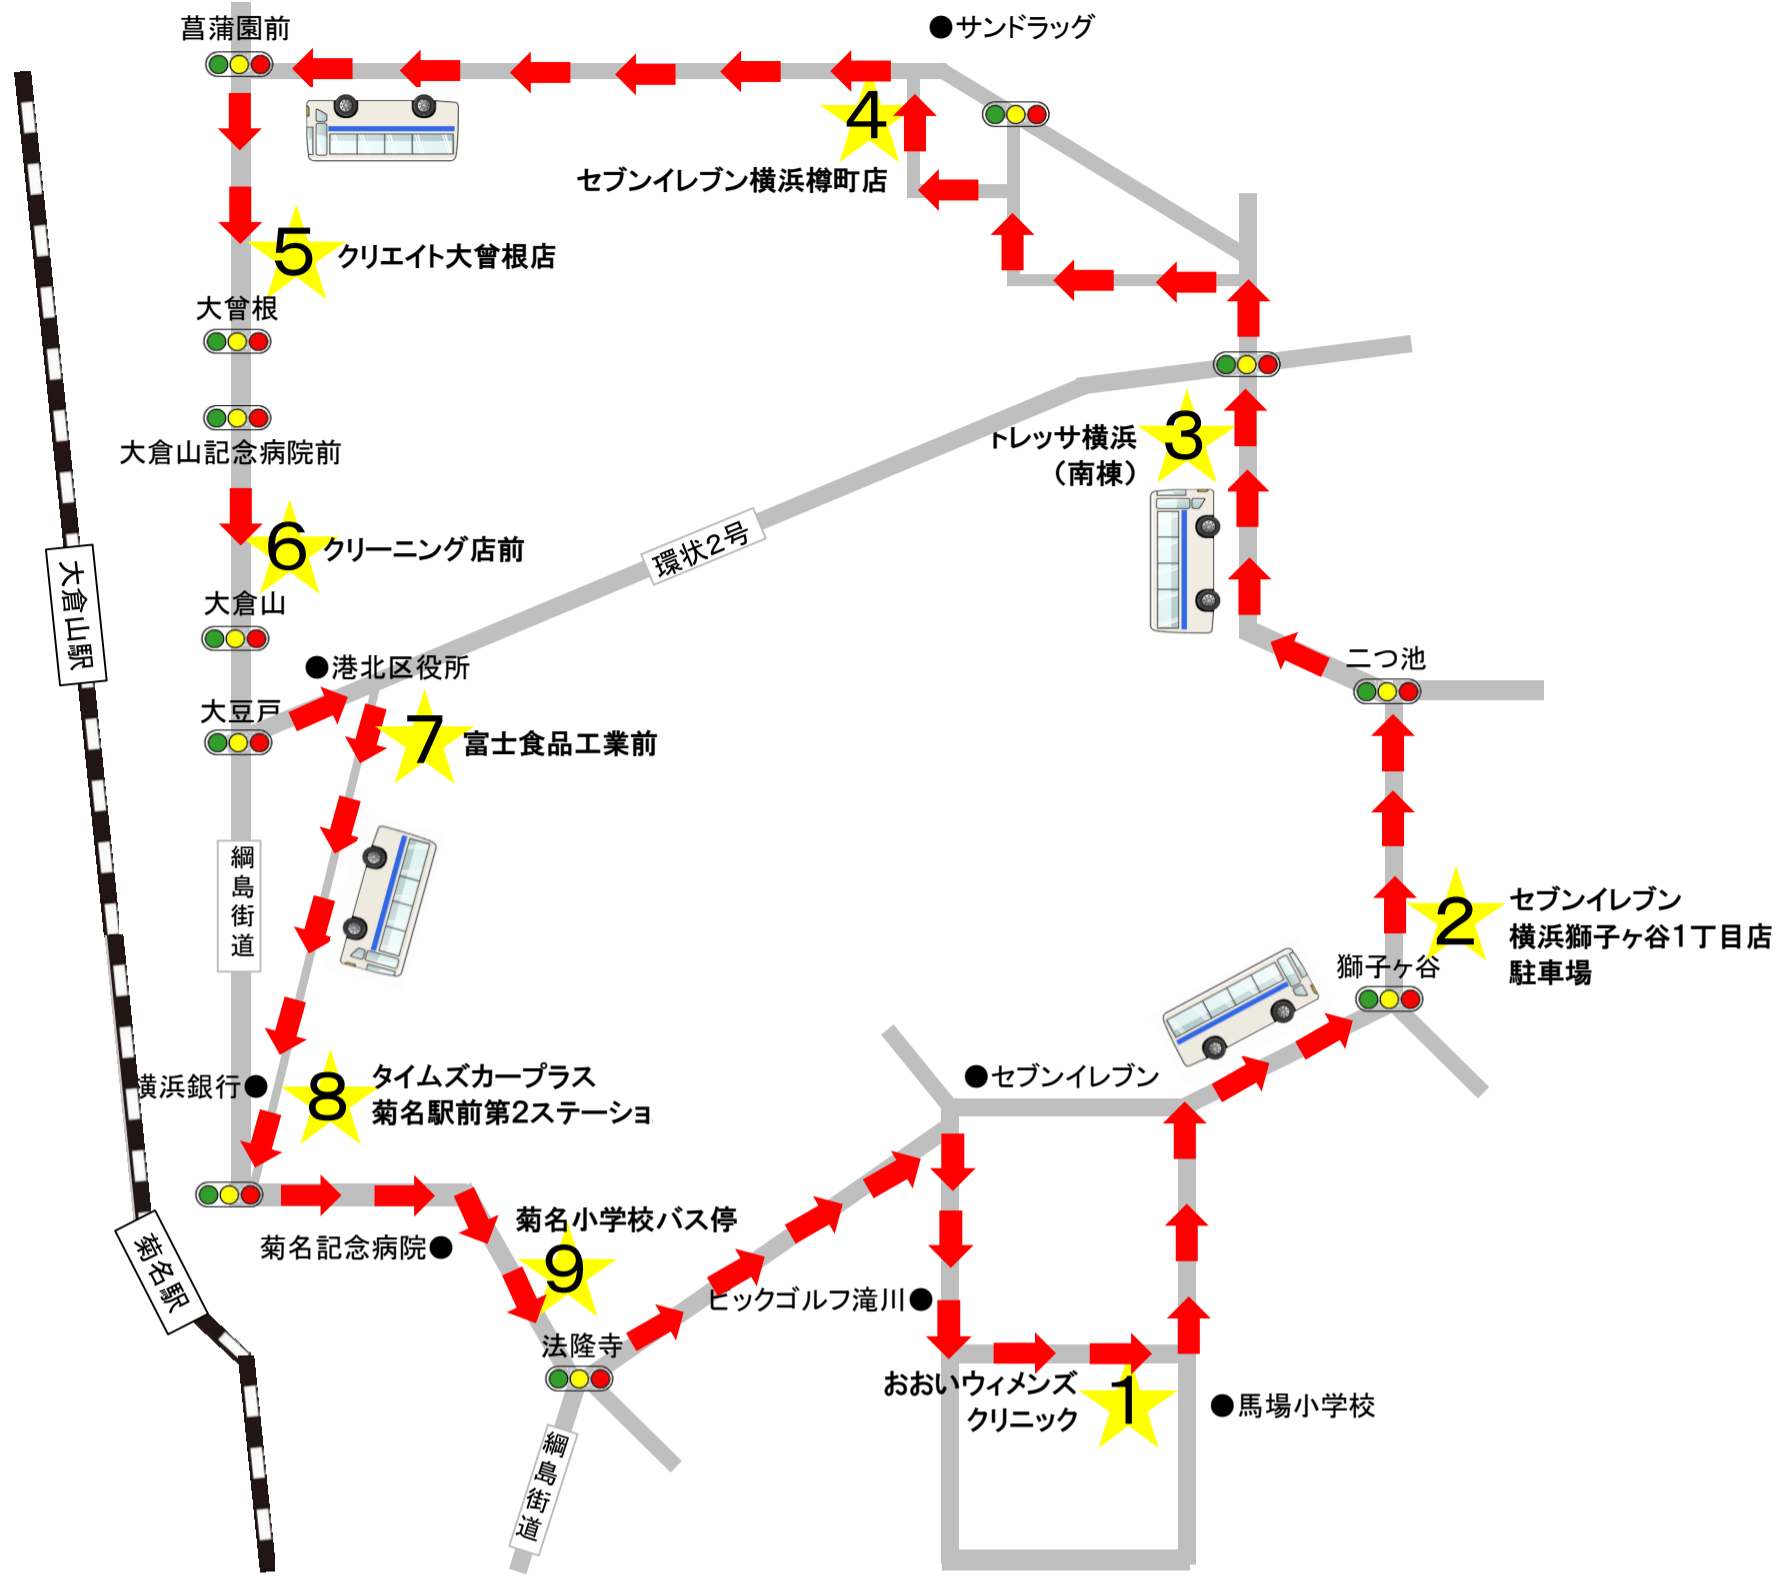 菖蒲園前
●サンドラッグ
4
セブンイレブン横浜樽町店
5
クリエイト大曾根店
大曾根
大倉山記念病院前
3
トレッサ横浜
（南棟）
6
クリーニング店前
環状2号
大倉山駅
大倉山
●港北区役所
二つ池
大豆戸
7
富士食品工業前
綱島街道
2
セブンイレブン
横浜獅子ヶ谷1丁目店
駐車場
獅子ヶ谷
横浜銀行●
8
タイムズカープラス
菊名駅前第2ステーショ
●セブンイレブン
菊名駅
菊名記念病院●
菊名小学校バス停
9
法隆寺
ビックゴルフ滝川●
おおいウィメンズ
クリニック
1
●馬場小学校
綱島街道